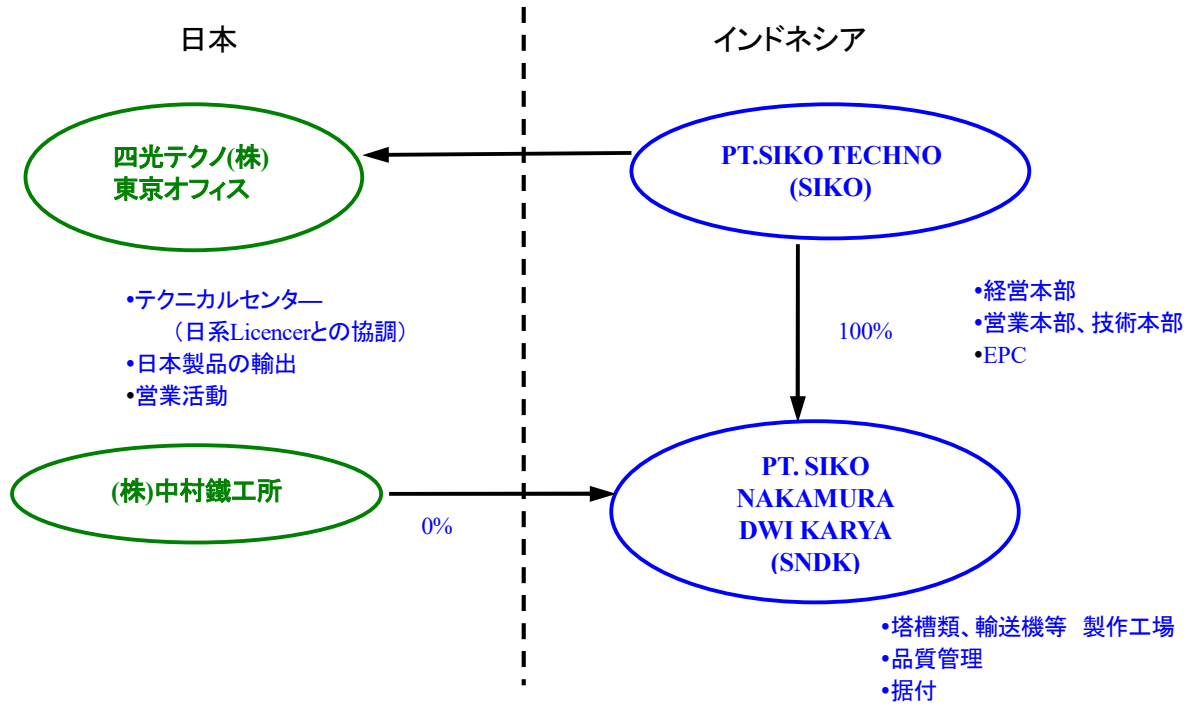 日本
インドネシア
四光テクノ(株)
東京オフィス
PT.SIKO TECHNO
(SIKO)
•テクニカルセンタ―
（日系Licencerとの協調）
•日本製品の輸出
•営業活動
100%
•経営本部
•営業本部、技術本部
•EPC
(株)中村鐵工所
0%
PT. SIKO
NAKAMURA
DWI KARYA
(SNDK)
•塔槽類、輸送機等　製作工場
•品質管理
•据付